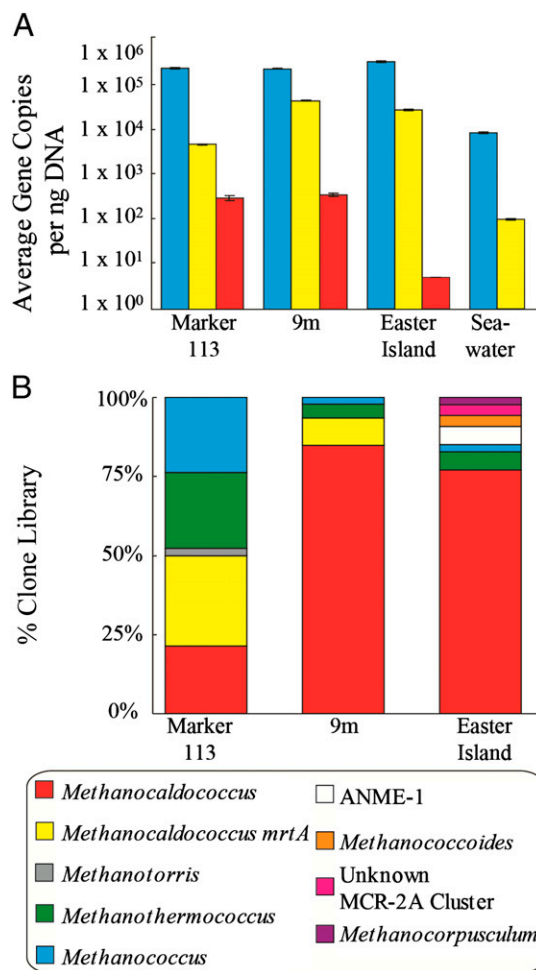 A
Average Gene Copies
per ng DNA
1 x 10⁶
1 x 10⁵
1 x 10⁴
1 x 10³
1 x 10²
1 x 10¹
1 x 10⁰
Marker
113
9m
Easter
Island
Sea-
water
B
% Clone Library
100%
75%
50%
25%
0%
Marker
113
9m
Easter
Island
Methanocaldococcus
Methanocaldococcus mrtA
Methanotorris
Methanothermococcus
Methanococcus
ANME-1
Methanococcoides
Unknown
MCR-2A Cluster
Methanocorpusculum